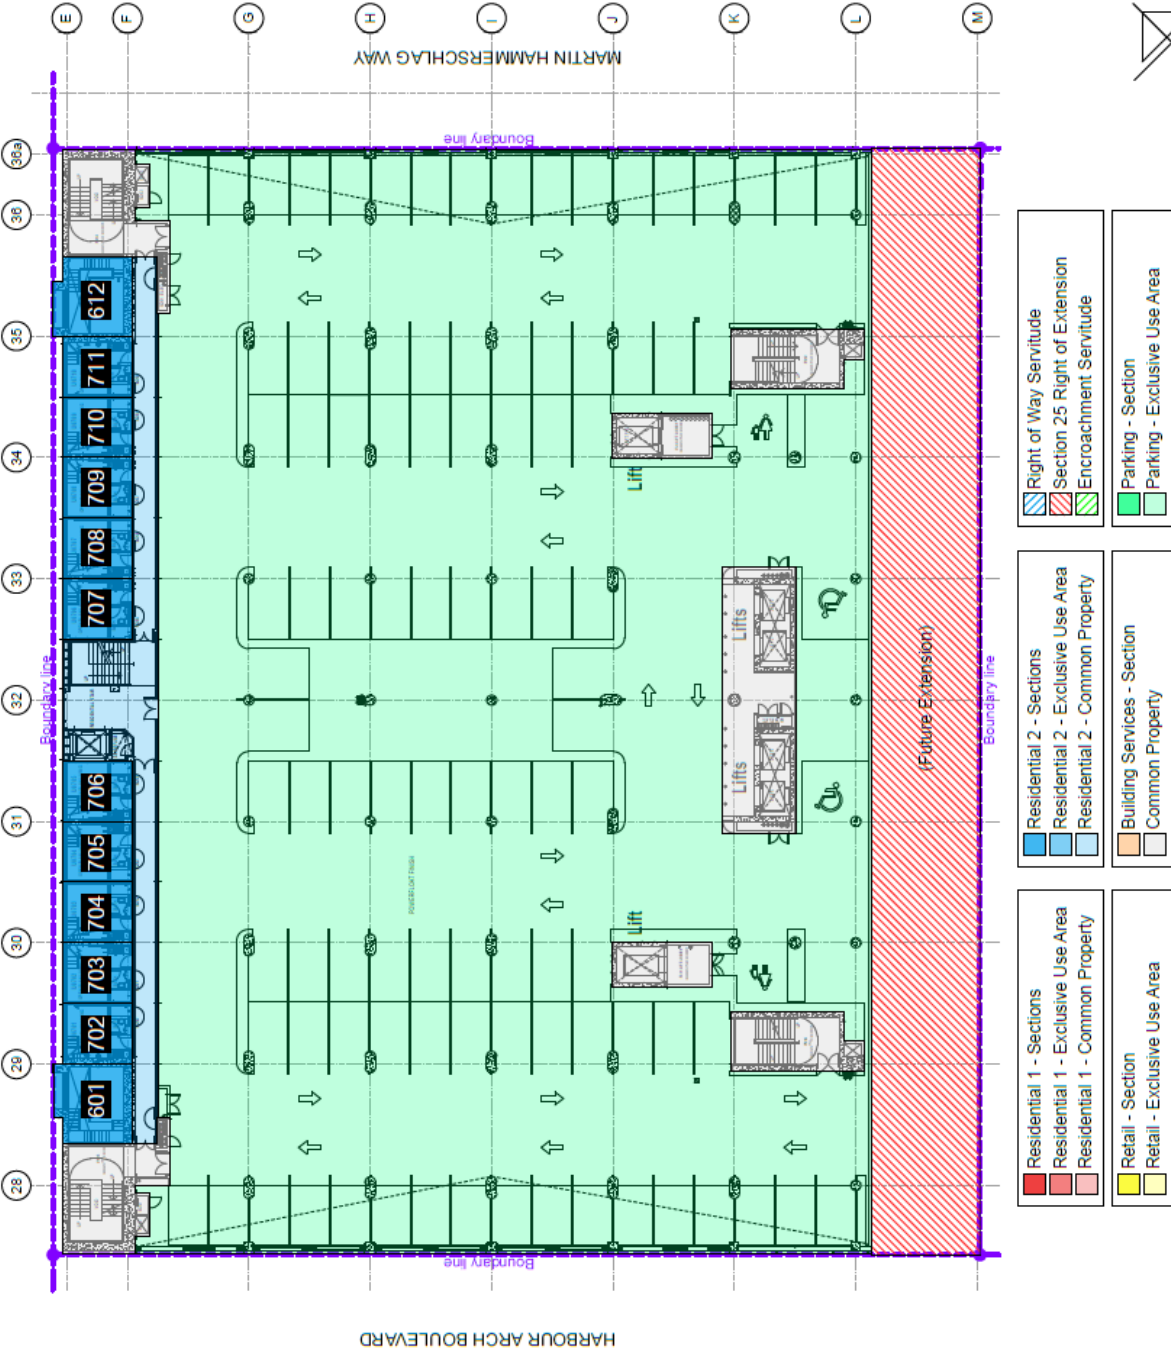 E
F
G
H
I
J
K
L
M
MARTIN HAMMERSCHLAG WAY
36a
36
35
34
33
32
31
30
29
28
Boundary line
Boundary line
Boundary line
Boundary line
612
711
710
709
708
707
706
705
704
703
702
601
Lift
Lifts
Lifts
Lift
POWERFLOAT FINISH
(Future Extension)
HARBOUR ARCH BOULEVARD
Residential 1 - Sections
Residential 1 - Exclusive Use Area
Residential 1 - Common Property
Retail - Section
Retail - Exclusive Use Area
Residential 2 - Sections
Residential 2 - Exclusive Use Area
Residential 2 - Common Property
Building Services - Section
Common Property
Right of Way Servitude
Section 25 Right of Extension
Encroachment Servitude
Parking - Section
Parking - Exclusive Use Area